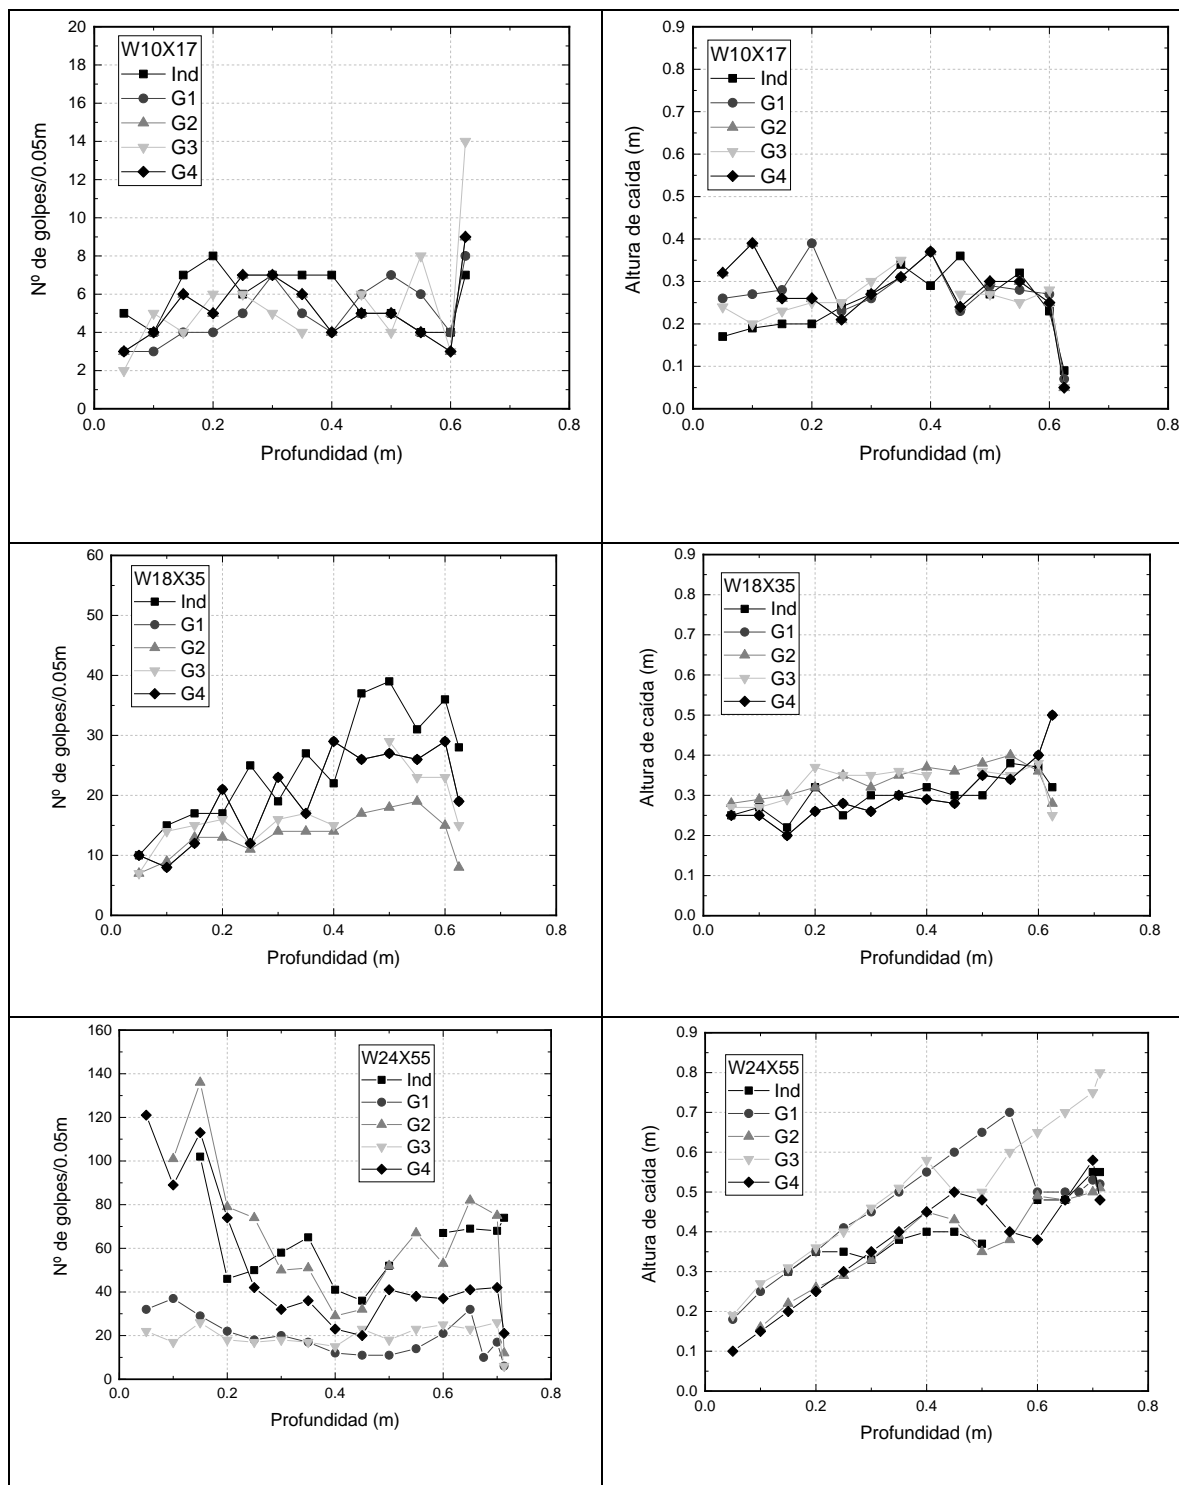 20
18
16
14
12
10
8
6
4
2
0
0.0 0.2 0.4 0.6 0.8
Nº de golpes/0.05m
Profundidad (m)
W10X17
Ind
G1
G2
G3
G4
0.9
0.8
0.7
0.6
0.5
0.4
0.3
0.2
0.1
0.0
0.0 0.2 0.4 0.6 0.8
Altura de caída (m)
Profundidad (m)
W10X17
Ind
G1
G2
G3
G4
60
50
40
30
20
10
0
0.0 0.2 0.4 0.6 0.8
Nº de golpes/0.05m
Profundidad (m)
W18X35
Ind
G1
G2
G3
G4
0.9
0.8
0.7
0.6
0.5
0.4
0.3
0.2
0.1
0.0
0.0 0.2 0.4 0.6 0.8
Altura de caída (m)
Profundidad (m)
W18X35
Ind
G1
G2
G3
G4
160
140
120
100
80
60
40
20
0
0.0 0.2 0.4 0.6 0.8
Nº de golpes/0.05m
Profundidad (m)
W24X55
Ind
G1
G2
G3
G4
0.9
0.8
0.7
0.6
0.5
0.4
0.3
0.2
0.1
0.0
0.0 0.2 0.4 0.6 0.8
Altura de caída (m)
Profundidad (m)
W24X55
Ind
G1
G2
G3
G4